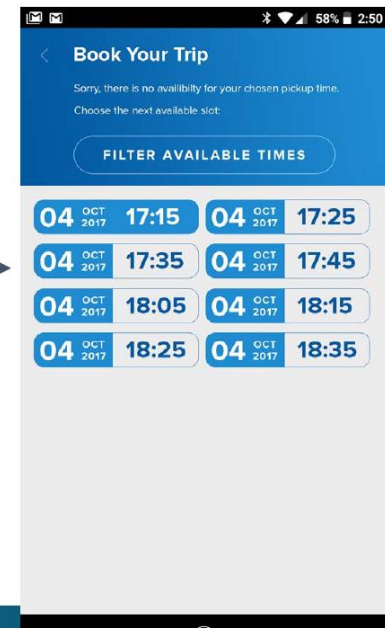 58% 2:50
Book Your Trip
Sorry, there is no availibilty for your chosen pickup time.
Choose the next available slot:
FILTER AVAILABLE TIMES
04 OCT 2017 17:15 04 OCT 2017 17:25
04 OCT 2017 17:35 04 OCT 2017 17:45
04 OCT 2017 18:05 04 OCT 2017 18:15
04 OCT 2017 18:25 04 OCT 2017 18:35